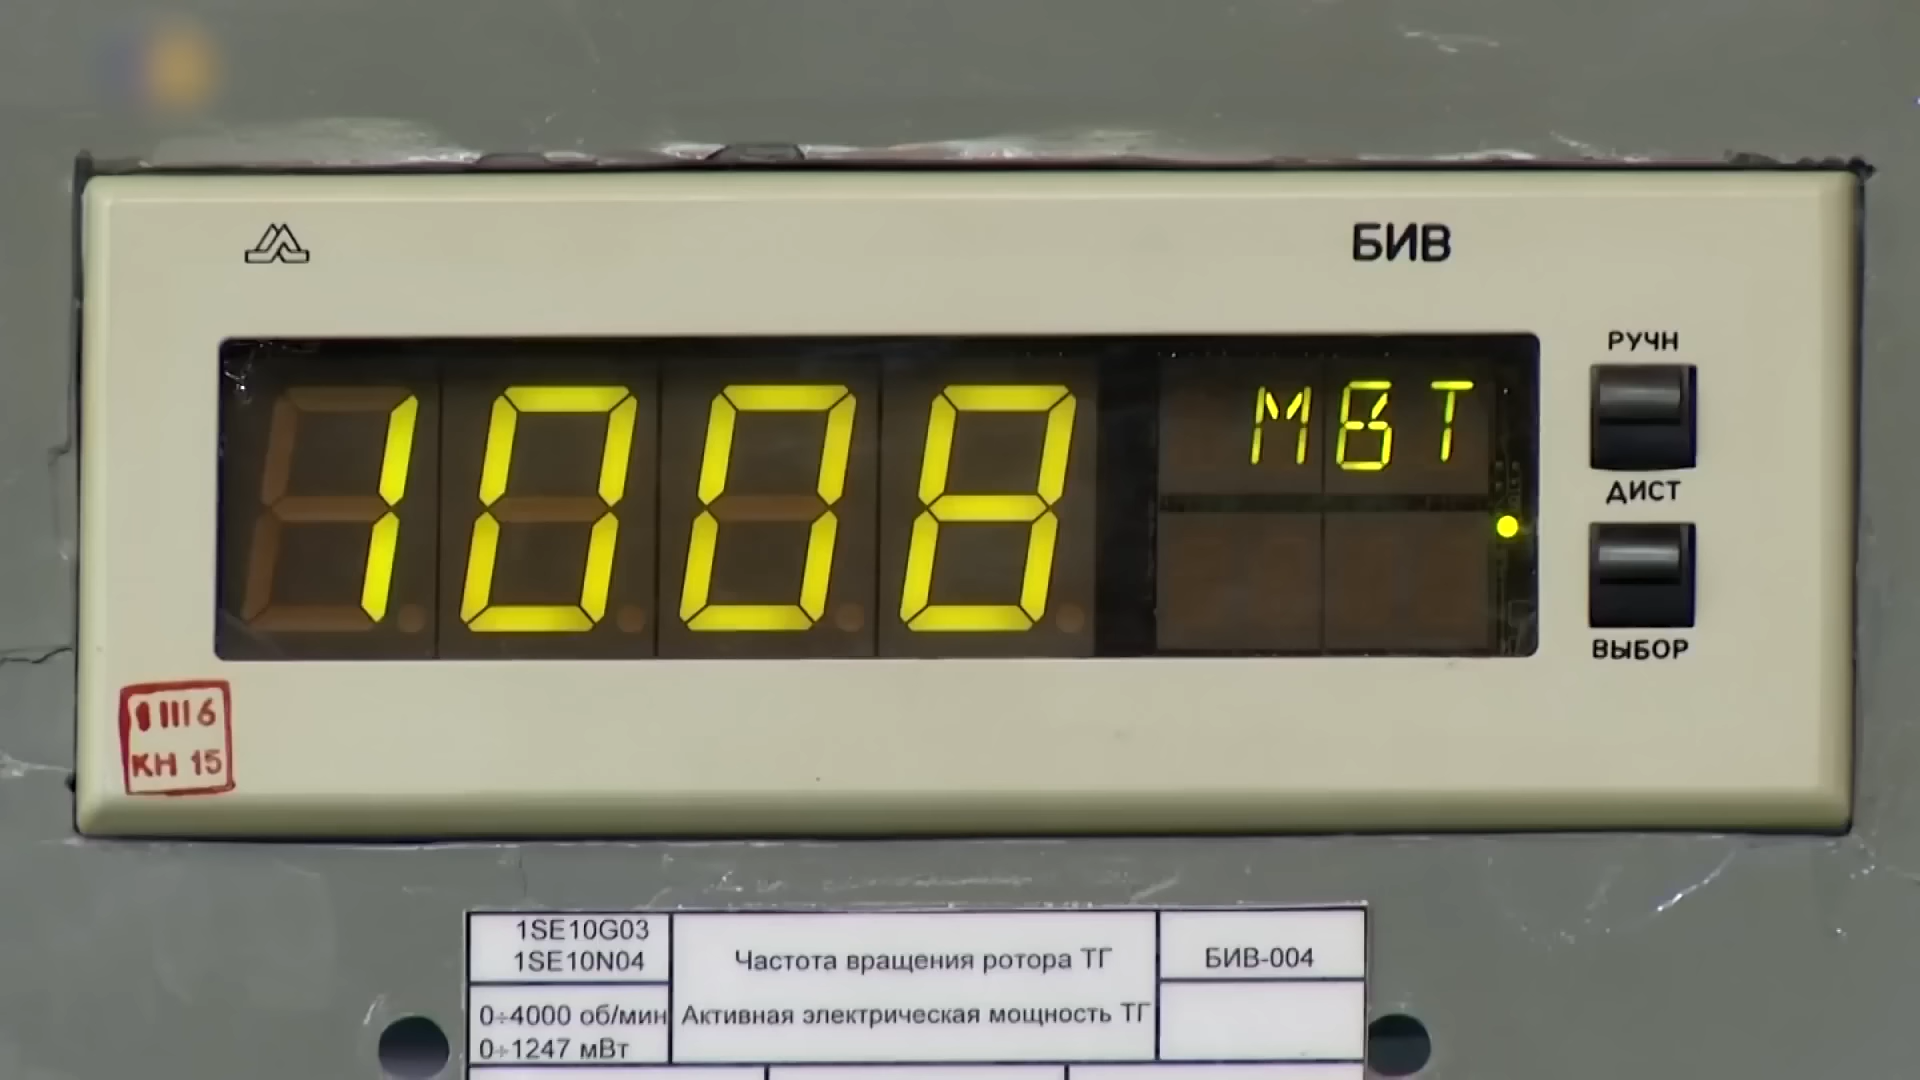 БИВ
РУЧН
1008 МВТ
ДИСТ
ВЫБОР
КН 15
1SE10G03
1SE10N04
Частота вращения ротора ТГ
БИВ-004
0÷4000 об/мин
Активная электрическая мощность ТГ
0÷1247 мВт